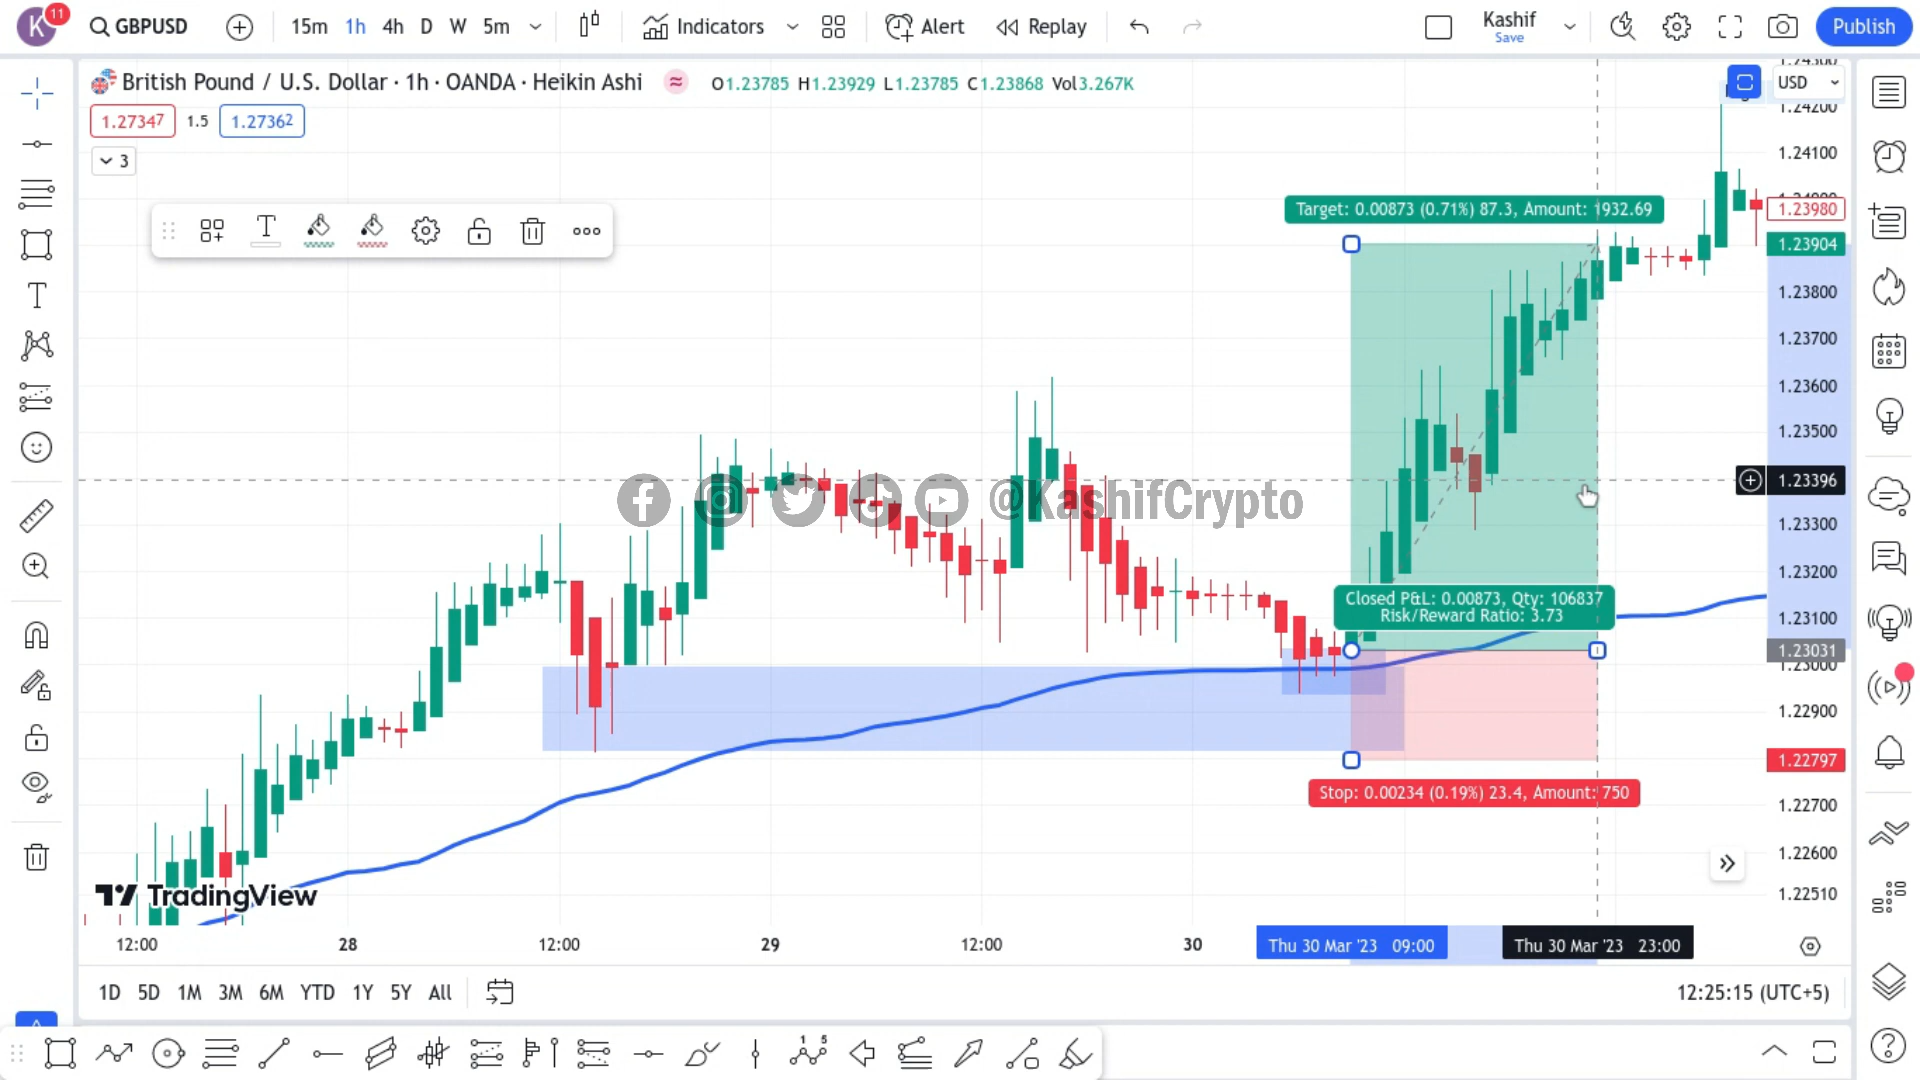 K 11 GBPUSD 15m 1h 4h D W 5m Indicators Alert Replay Kashif Save Publish
British Pound / U.S. Dollar · 1h · OANDA · Heikin Ashi O1.23785 H1.23929 L1.23785 C1.23868 Vol3.267K
USD
1.27347 1.5 1.27362
3
1.24200
1.24100
1.23980
1.23904
1.23800
1.23700
1.23600
1.23500
1.23396
1.23300
1.23200
1.23100
1.23031
1.23000
1.22900
1.22797
1.22700
1.22600
1.22510
Target: 0.00873 (0.71%) 87.3, Amount: 1932.69
@KashifCrypto
Closed P&L: 0.00873, Qty: 106837
Risk/Reward Ratio: 3.73
Stop: 0.00234 (0.19%) 23.4, Amount: 750
TradingView
12:00 28 12:00 29 12:00 30 Thu 30 Mar '23 09:00 Thu 30 Mar '23 23:00
1D 5D 1M 3M 6M YTD 1Y 5Y All 12:25:15 (UTC+5)